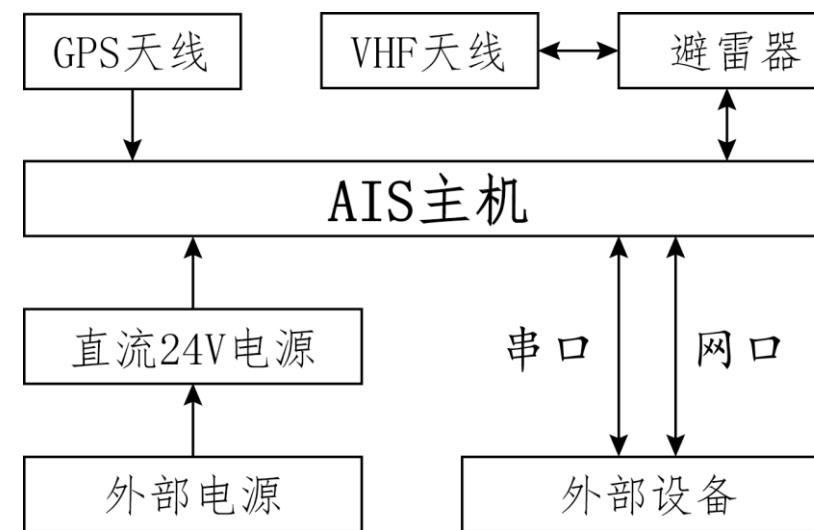 GPS天线
VHF天线
避雷器
AIS主机
直流24V电源
串口
网口
外部电源
外部设备